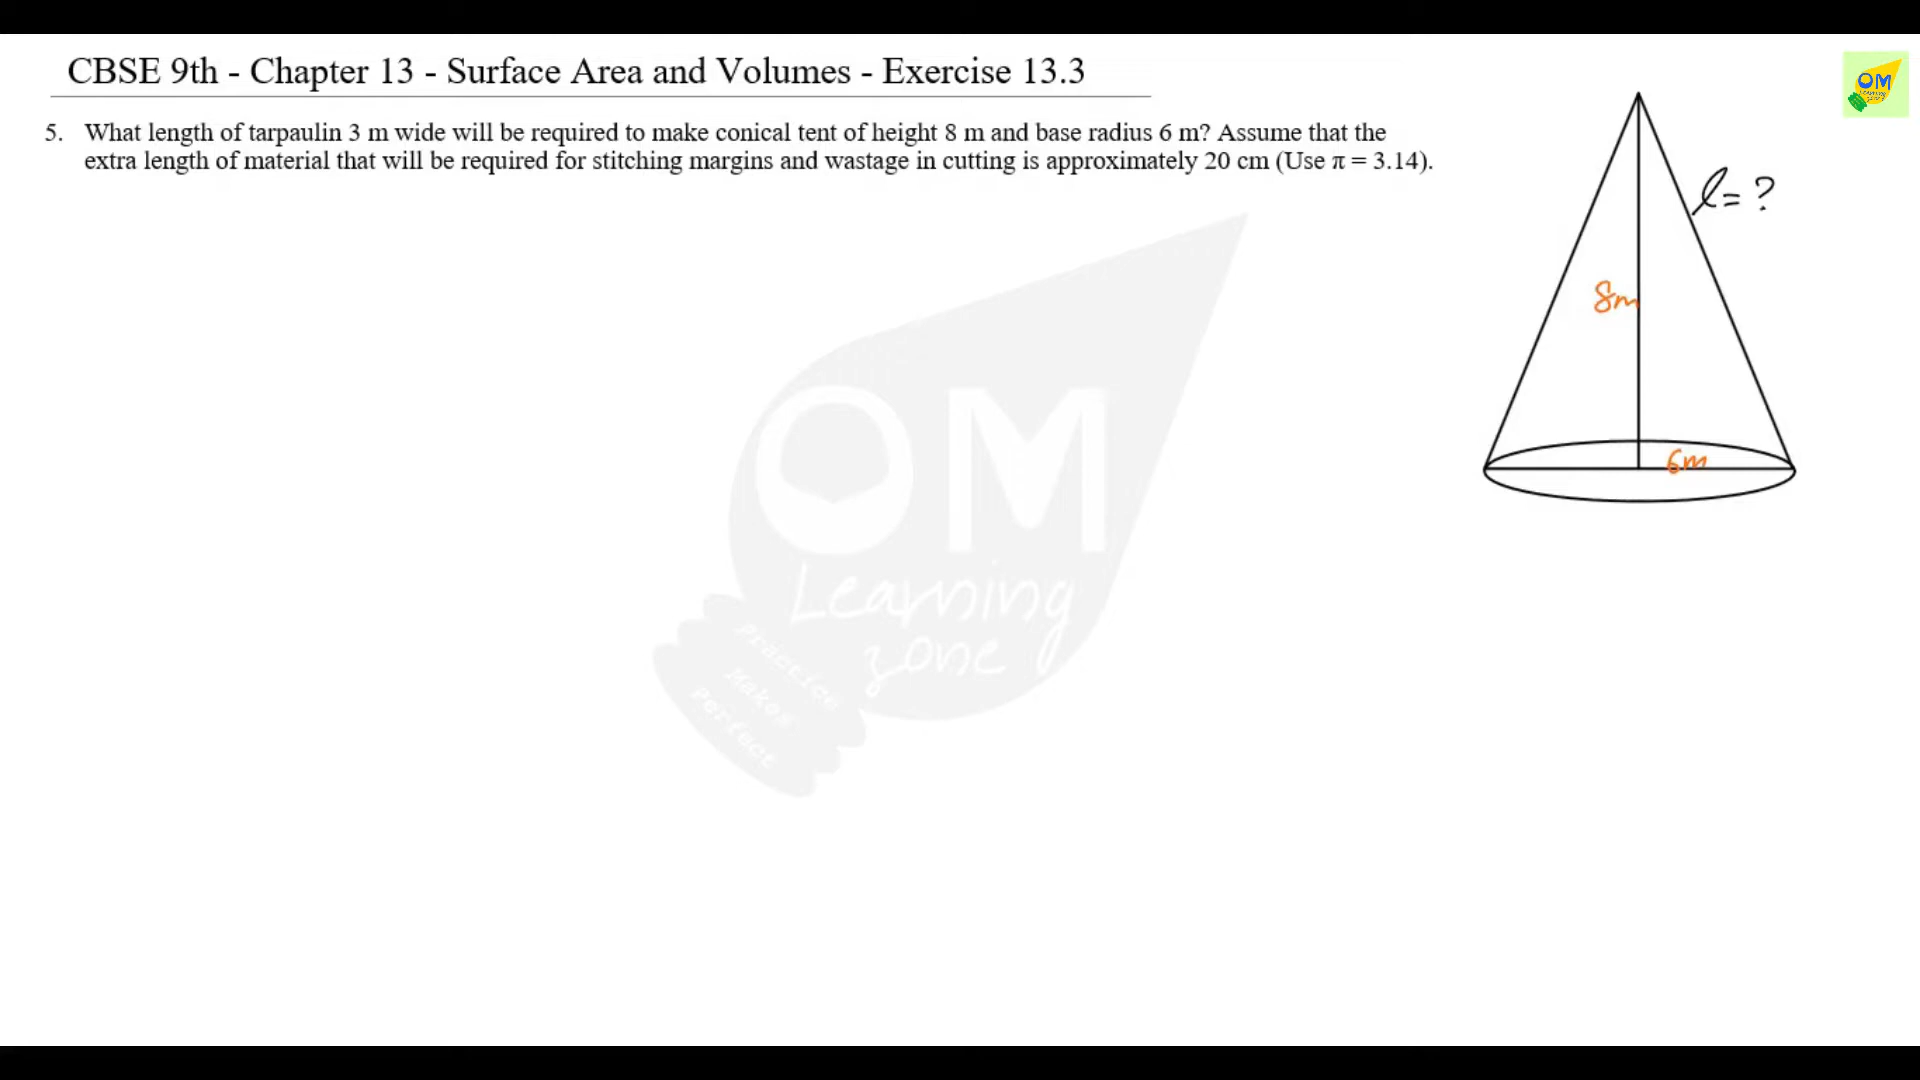 CBSE 9th - Chapter 13 - Surface Area and Volumes - Exercise 13.3
OM
Learning
zone
5. What length of tarpaulin 3 m wide will be required to make conical tent of height 8 m and base radius 6 m? Assume that the
extra length of material that will be required for stitching margins and wastage in cutting is approximately 20 cm (Use π = 3.14).
l= ?
8m
6m
OM
Learning
zone
Practice
Makes
Perfect